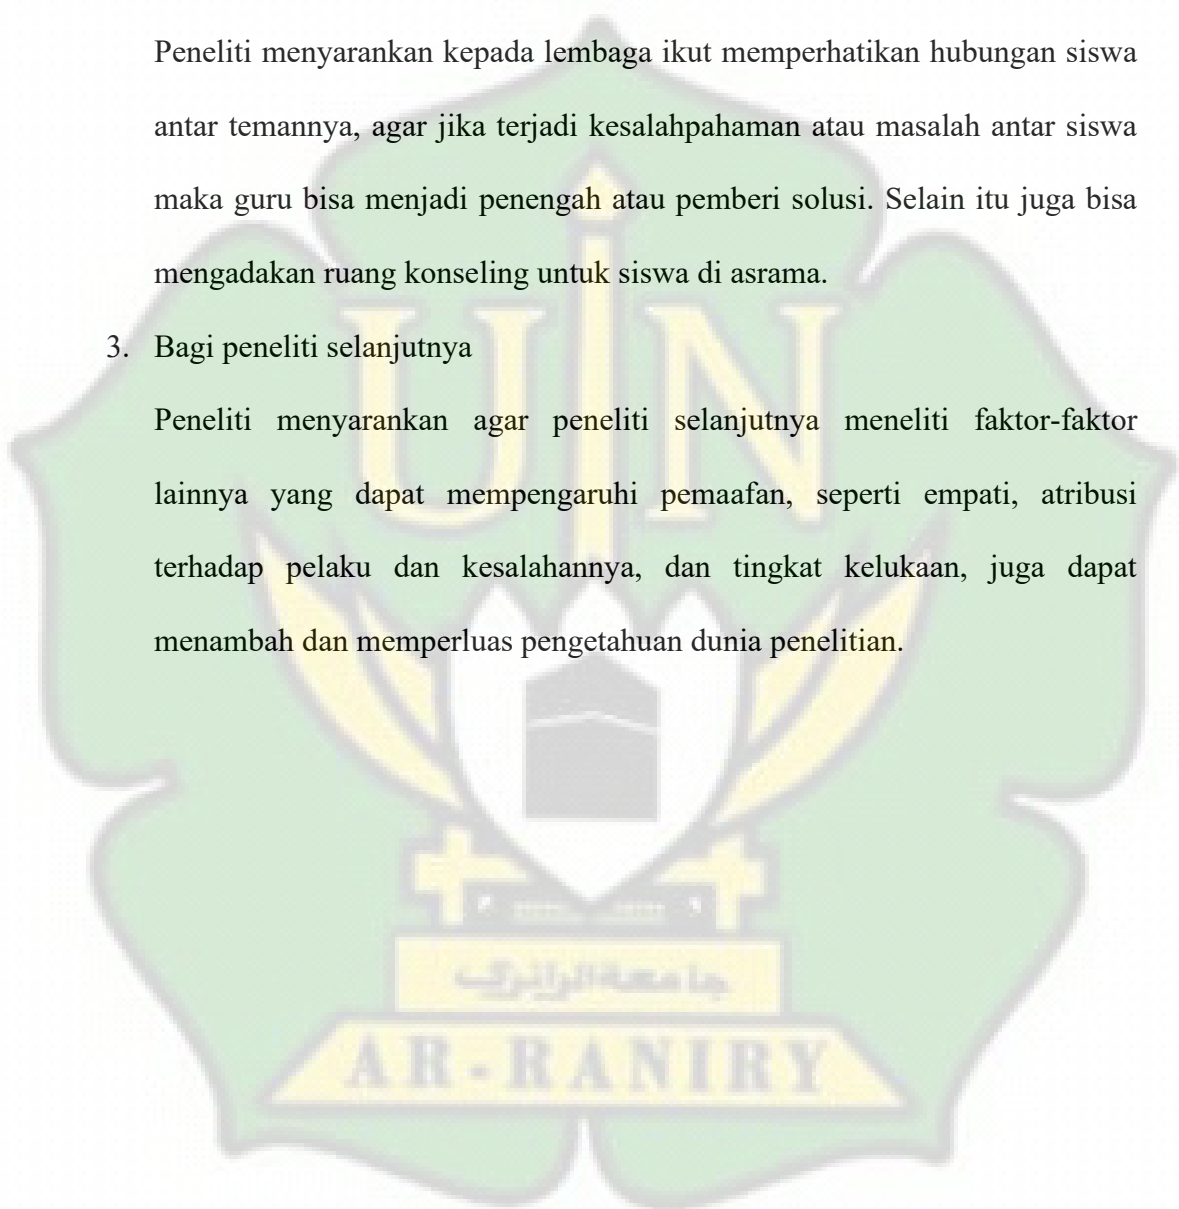 Peneliti menyarankan kepada lembaga ikut memperhatikan hubungan siswa
antar temannya, agar jika terjadi kesalahpahaman atau masalah antar siswa
maka guru bisa menjadi penengah atau pemberi solusi. Selain itu juga bisa
mengadakan ruang konseling untuk siswa di asrama.
3. Bagi peneliti selanjutnya
Peneliti menyarankan agar peneliti selanjutnya meneliti faktor-faktor
lainnya yang dapat mempengaruhi pemaafan, seperti empati, atribusi
terhadap pelaku dan kesalahannya, dan tingkat kelukaan, juga dapat
menambah dan memperluas pengetahuan dunia penelitian.
UIN
جامعة الرانري
AR-RANIRY